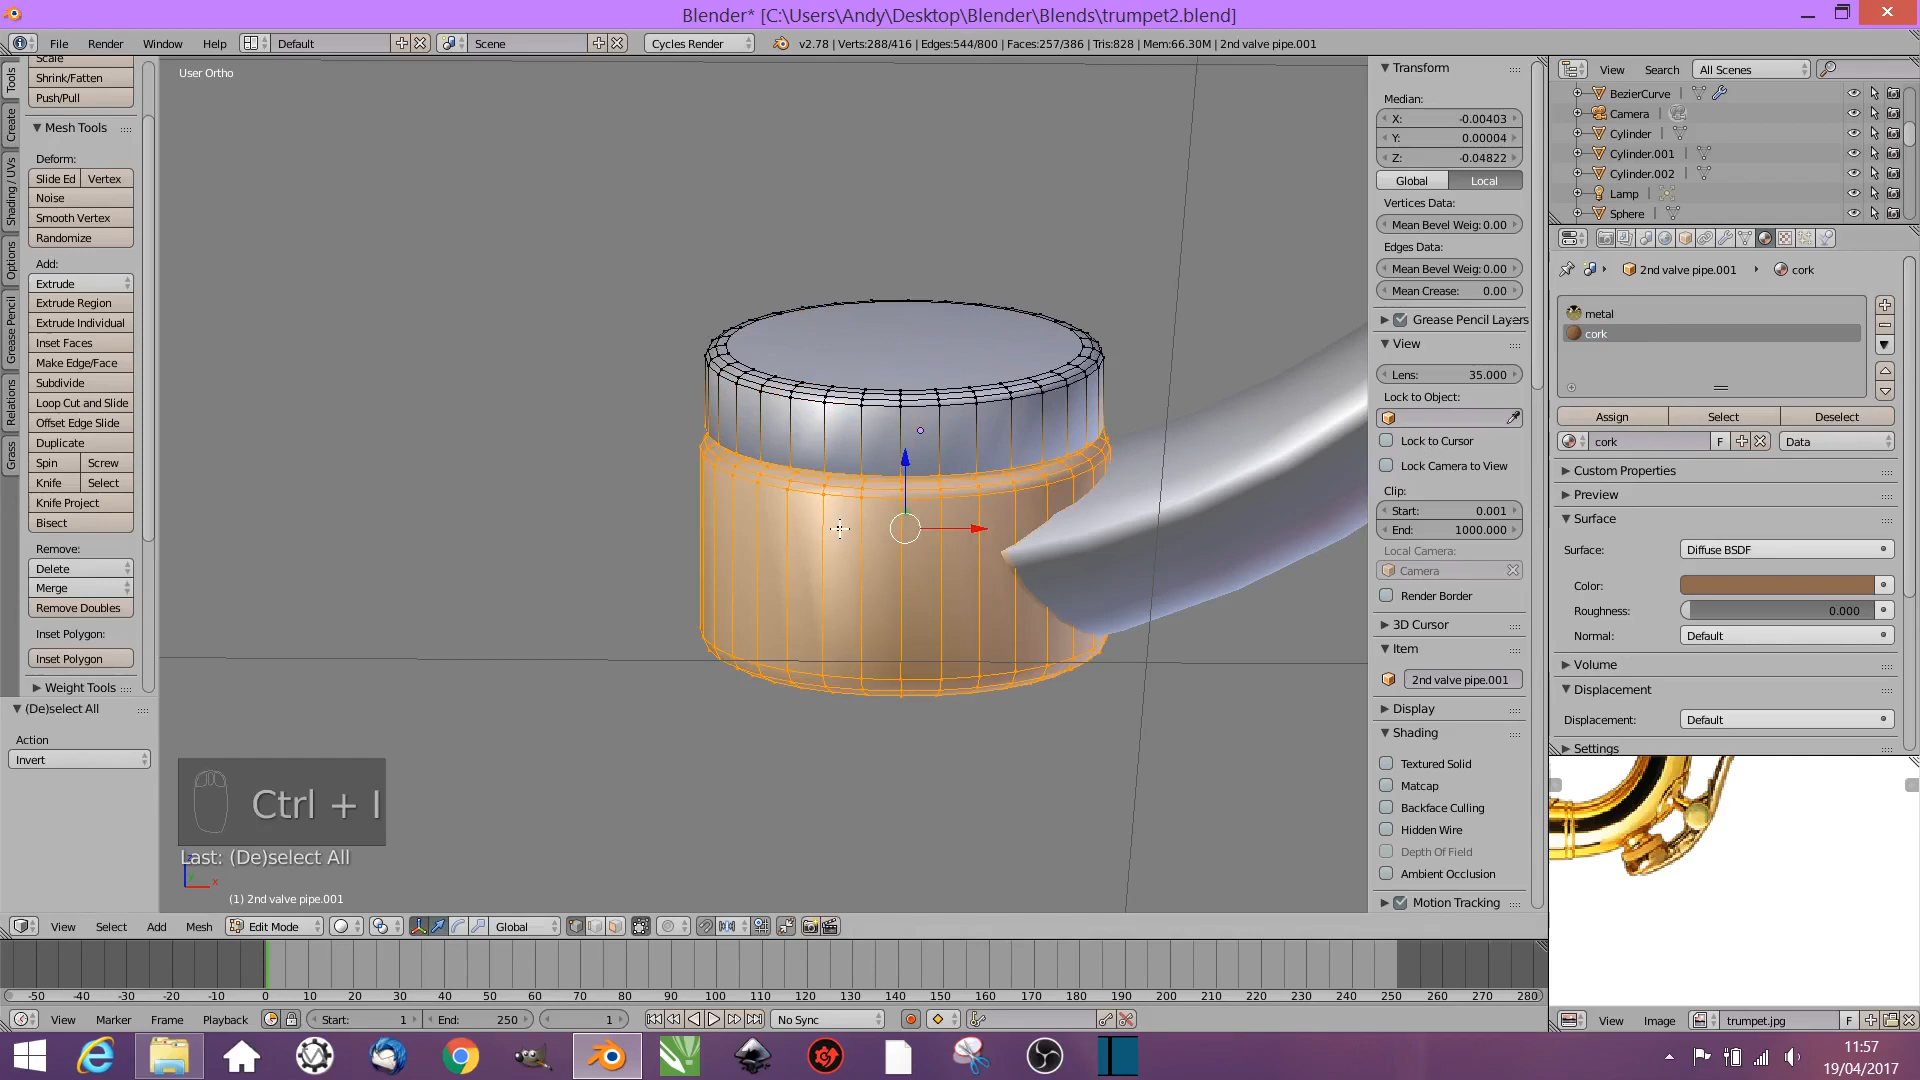 Blender* [C:\Users\Andy\Desktop\Blender\Blends\trumpet2.blend]
File Render Window Help Default Scene Cycles Render v2.78 | Verts:288/416 | Edges:544/800 | Faces:257/386 | Tris:828 | Mem:66.30M | 2nd valve pipe.001
Tools
Create
Shading / UVs
Options
Grease Pencil
Relations
Grass
Scale
Shrink/Fatten
Push/Pull
Mesh Tools
Deform:
Slide Ed Vertex
Noise
Smooth Vertex
Randomize
Add:
Extrude
Extrude Region
Extrude Individual
Inset Faces
Make Edge/Face
Subdivide
Loop Cut and Slide
Offset Edge Slide
Duplicate
Spin Screw
Knife Select
Knife Project
Bisect
Remove:
Delete
Merge
Remove Doubles
Inset Polygon:
Inset Polygon
Weight Tools
(De)select All
Action
Invert
User Ortho
Ctrl + I
Last: (De)select All
x
(1) 2nd valve pipe.001
Transform
Median:
X: -0.00403
Y: 0.00004
Z: -0.04822
Global Local
Vertices Data:
Mean Bevel Weig: 0.00
Edges Data:
Mean Bevel Weig: 0.00
Mean Crease: 0.00
Grease Pencil Layers
View
Lens: 35.000
Lock to Object:
Lock to Cursor
Lock Camera to View
Clip:
Start: 0.001
End: 1000.000
Local Camera:
Camera
Render Border
3D Cursor
Item
2nd valve pipe.001
Display
Shading
Textured Solid
Matcap
Backface Culling
Hidden Wire
Depth Of Field
Ambient Occlusion
Motion Tracking
View Search All Scenes
BezierCurve
Camera
Cylinder
Cylinder.001
Cylinder.002
Lamp
Sphere
2nd valve pipe.001 cork
metal
cork
Assign Select Deselect
cork F Data
Custom Properties
Preview
Surface
Surface: Diffuse BSDF
Color:
Roughness: 0.000
Normal: Default
Volume
Displacement
Displacement: Default
Settings
View Select Add Mesh Edit Mode Global
-50 -40 -30 -20 -10 0 10 20 30 40 50 60 70 80 90 100 110 120 130 140 150 160 170 180 190 200 210 220 230 240 250 260 270 280
View Marker Frame Playback Start: 1 End: 250 1 No Sync
View Image trumpet.jpg F
11:57
19/04/2017